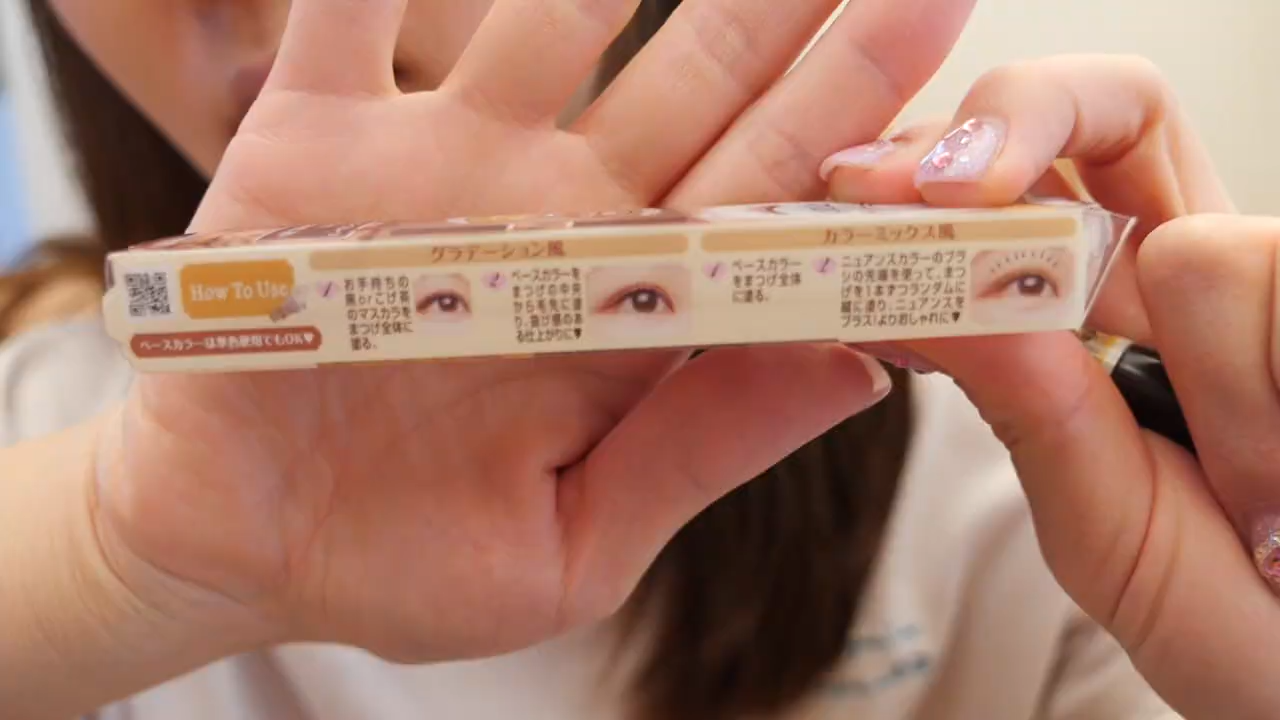 How To Use
ベースカラーは単色使用でもOK♥
グラデーション風
お手持ちの
黒orこげ茶
のマスカラを
まつげ全体に
塗る。
ベースカラーを
まつげの中央
から毛先に塗
り、抜け感のあ
る仕上がりに♥
カラーミックス風
ベースカラー
をまつげ全体
に塗る。
ニュアンスカラーのブラ
シの先端を使って、まつ
げを1本ずつランダムに
縦に塗り、ニュアンスを
プラス!よりおしゃれに♥